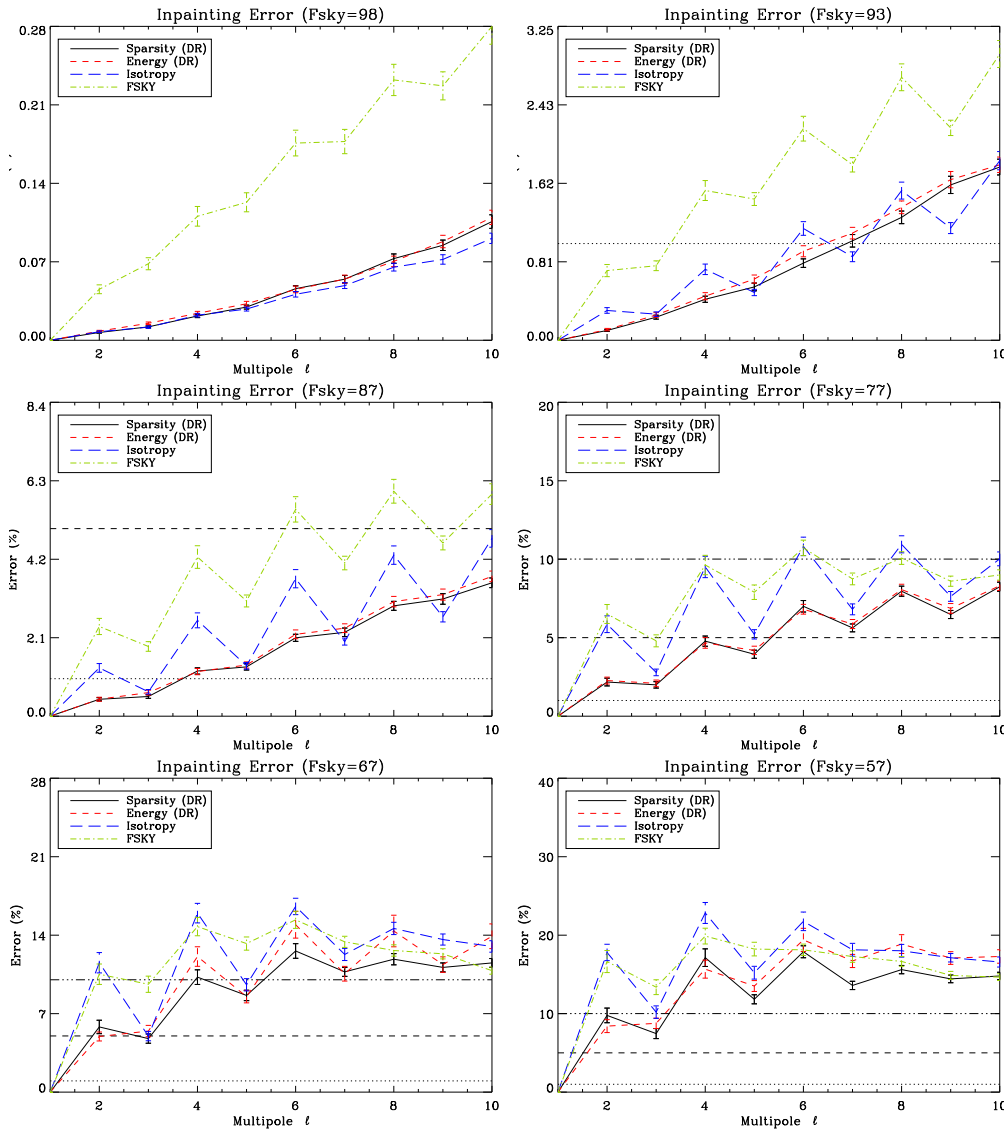 Inpainting Error (Fsky=98)
0.28
0.21
0.14
0.07
0.00
Sparsity (DR)
Energy (DR)
Isotropy
FSKY
2 4 6 8 10
Multipole ℓ
Inpainting Error (Fsky=93)
3.25
2.43
1.62
0.81
0.00
Sparsity (DR)
Energy (DR)
Isotropy
FSKY
2 4 6 8 10
Multipole ℓ
Inpainting Error (Fsky=87)
8.4
6.3
4.2
2.1
0.0
Error (%)
Sparsity (DR)
Energy (DR)
Isotropy
FSKY
2 4 6 8 10
Multipole ℓ
Inpainting Error (Fsky=77)
20
15
10
5
0
Error (%)
Sparsity (DR)
Energy (DR)
Isotropy
FSKY
2 4 6 8 10
Multipole ℓ
Inpainting Error (Fsky=67)
28
21
14
7
0
Error (%)
Sparsity (DR)
Energy (DR)
Isotropy
FSKY
2 4 6 8 10
Multipole ℓ
Inpainting Error (Fsky=57)
40
30
20
10
0
Error (%)
Sparsity (DR)
Energy (DR)
Isotropy
FSKY
2 4 6 8 10
Multipole ℓ